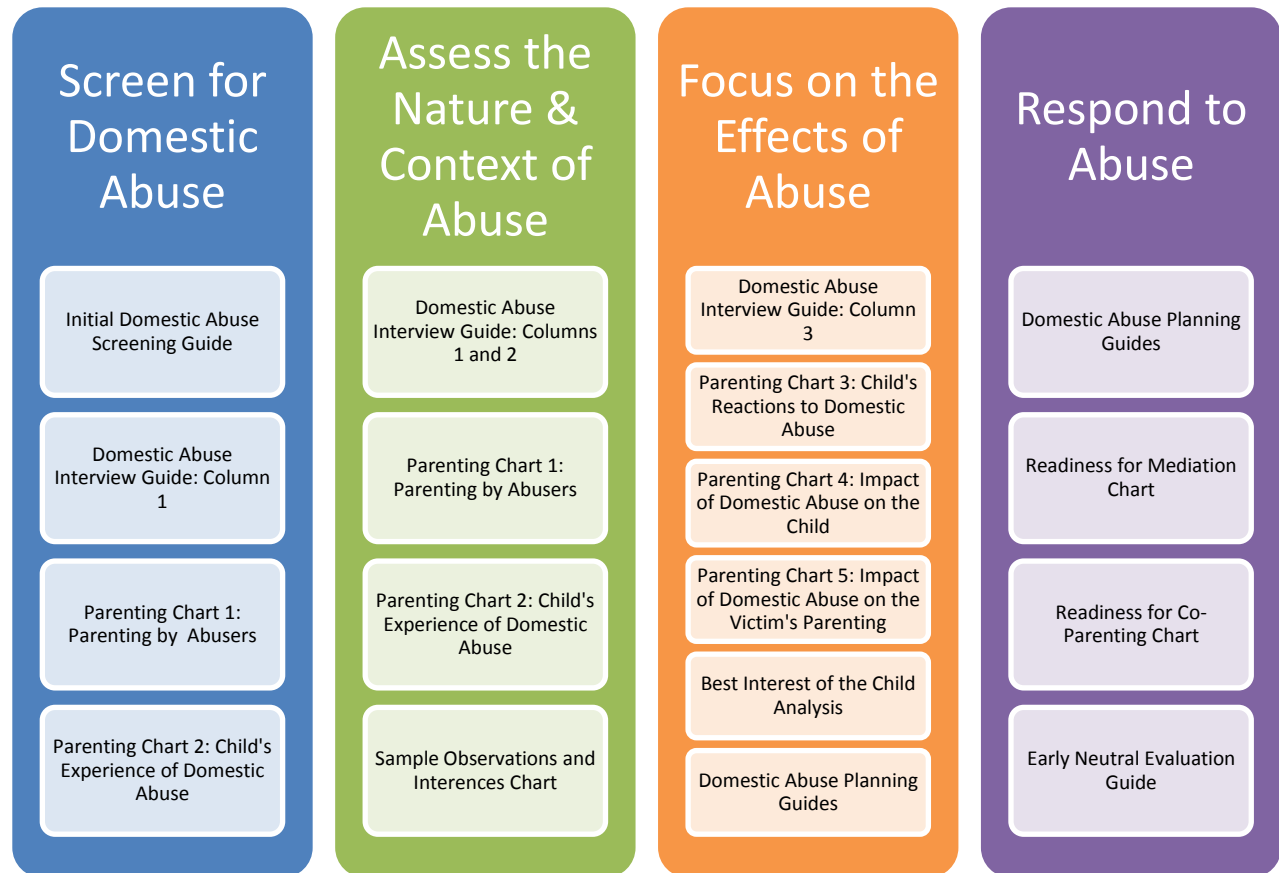 Screen for
Domestic
Abuse
Initial Domestic Abuse
Screening Guide
Domestic Abuse
Interview Guide: Column
1
Parenting Chart 1:
Parenting by  Abusers
Parenting Chart 2: Child's
Experience of Domestic
Abuse
Assess the
Nature &
Context of
Abuse
Domestic Abuse
Interview Guide: Columns
1 and 2
Parenting Chart 1:
Parenting by Abusers
Parenting Chart 2: Child's
Experience of Domestic
Abuse
Sample Observations and
Interences Chart
Focus on the
Effects of
Abuse
Domestic Abuse
Interview Guide: Column
3
Parenting Chart 3: Child's
Reactions to Domestic
Abuse
Parenting Chart 4: Impact
of Domestic Abuse on the
Child
Parenting Chart 5: Impact
of Domestic Abuse on the
Victim's Parenting
Best Interest of the Child
Analysis
Domestic Abuse Planning
Guides
Respond to
Abuse
Domestic Abuse Planning
Guides
Readiness for Mediation
Chart
Readiness for Co-
Parenting Chart
Early Neutral Evaluation
Guide